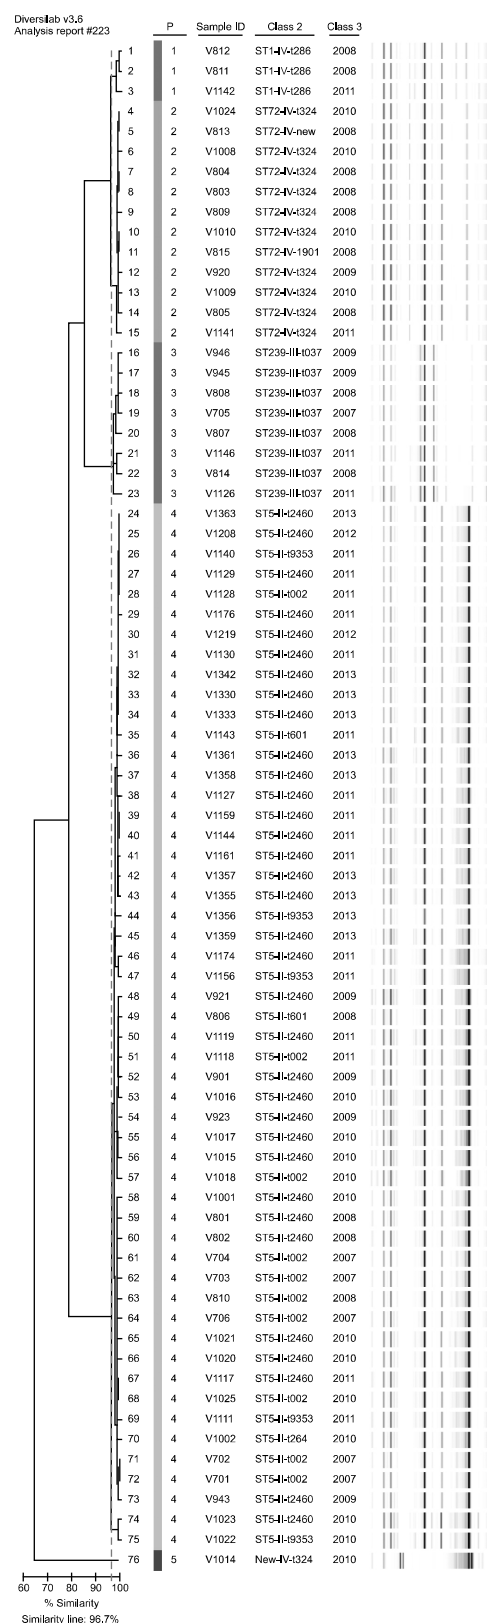 Diversilab v3.6
Analysis report #223
P Sample ID Class 2 Class 3
1 1 V812 ST1-IV-t286 2008
2 1 V811 ST1-IV-t286 2008
3 1 V1142 ST1-IV-t286 2011
4 2 V1024 ST72-IV-t324 2010
5 2 V813 ST72-IV-new 2008
6 2 V1008 ST72-IV-t324 2010
7 2 V804 ST72-IV-t324 2008
8 2 V803 ST72-IV-t324 2008
9 2 V809 ST72-IV-t324 2008
10 2 V1010 ST72-IV-t324 2010
11 2 V815 ST72-IV-1901 2008
12 2 V920 ST72-IV-t324 2009
13 2 V1009 ST72-IV-t324 2010
14 2 V805 ST72-IV-t324 2008
15 2 V1141 ST72-IV-t324 2011
16 3 V946 ST239-III-t037 2009
17 3 V945 ST239-III-t037 2009
18 3 V808 ST239-III-t037 2008
19 3 V705 ST239-III-t037 2007
20 3 V807 ST239-III-t037 2008
21 3 V1146 ST239-III-t037 2011
22 3 V814 ST239-III-t037 2008
23 3 V1126 ST239-III-t037 2011
24 4 V1363 ST5-II-t2460 2013
25 4 V1208 ST5-II-t2460 2012
26 4 V1140 ST5-II-t9353 2011
27 4 V1129 ST5-II-t2460 2011
28 4 V1128 ST5-II-t002 2011
29 4 V1176 ST5-II-t2460 2011
30 4 V1219 ST5-II-t2460 2012
31 4 V1130 ST5-II-t2460 2011
32 4 V1342 ST5-II-t2460 2013
33 4 V1330 ST5-II-t2460 2013
34 4 V1333 ST5-II-t2460 2013
35 4 V1143 ST5-II-t601 2011
36 4 V1361 ST5-II-t2460 2013
37 4 V1358 ST5-II-t2460 2013
38 4 V1127 ST5-II-t2460 2011
39 4 V1159 ST5-II-t2460 2011
40 4 V1144 ST5-II-t2460 2011
41 4 V1161 ST5-II-t2460 2011
42 4 V1357 ST5-II-t2460 2013
43 4 V1355 ST5-II-t2460 2013
44 4 V1356 ST5-II-t9353 2013
45 4 V1359 ST5-II-t2460 2013
46 4 V1174 ST5-II-t2460 2011
47 4 V1156 ST5-II-t9353 2011
48 4 V921 ST5-II-t2460 2009
49 4 V806 ST5-II-t601 2008
50 4 V1119 ST5-II-t2460 2011
51 4 V1118 ST5-II-t002 2011
52 4 V901 ST5-II-t2460 2009
53 4 V1016 ST5-II-t2460 2010
54 4 V923 ST5-II-t2460 2009
55 4 V1017 ST5-II-t2460 2010
56 4 V1015 ST5-II-t2460 2010
57 4 V1018 ST5-II-t002 2010
58 4 V1001 ST5-II-t2460 2010
59 4 V801 ST5-II-t2460 2008
60 4 V802 ST5-II-t2460 2008
61 4 V704 ST5-II-t002 2007
62 4 V703 ST5-II-t002 2007
63 4 V810 ST5-II-t002 2008
64 4 V706 ST5-II-t002 2007
65 4 V1021 ST5-II-t2460 2010
66 4 V1020 ST5-II-t2460 2010
67 4 V1117 ST5-II-t2460 2011
68 4 V1025 ST5-II-t002 2010
69 4 V1111 ST5-II-t9353 2011
70 4 V1002 ST5-II-t264 2010
71 4 V702 ST5-II-t002 2007
72 4 V701 ST5-II-t002 2007
73 4 V943 ST5-II-t2460 2009
74 4 V1023 ST5-II-t2460 2010
75 4 V1022 ST5-II-t9353 2010
76 5 V1014 New-IV-t324 2010
60 70 80 90 100
% Similarity
Similarity line: 96.7%